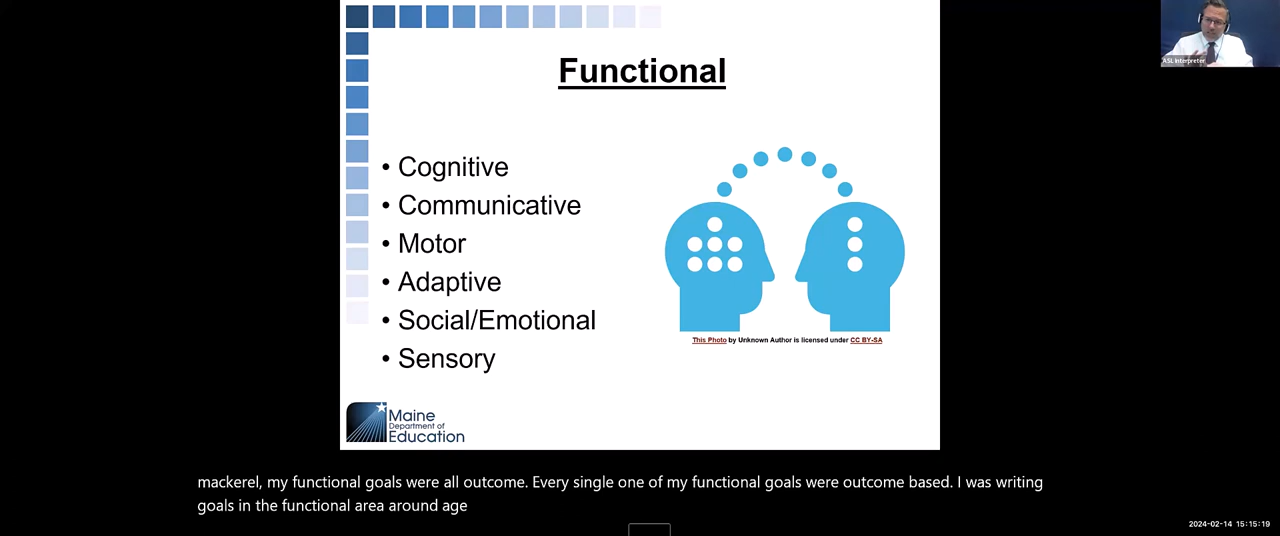 ASL Interpreter
Functional
• Cognitive
• Communicative
• Motor
• Adaptive
• Social/Emotional
• Sensory
This Photo by Unknown Author is licensed under CC BY-SA
Maine
Department of
Education
mackerel, my functional goals were all outcome. Every single one of my functional goals were outcome based. I was writing
goals in the functional area around age
2024-02-14 15:15:19